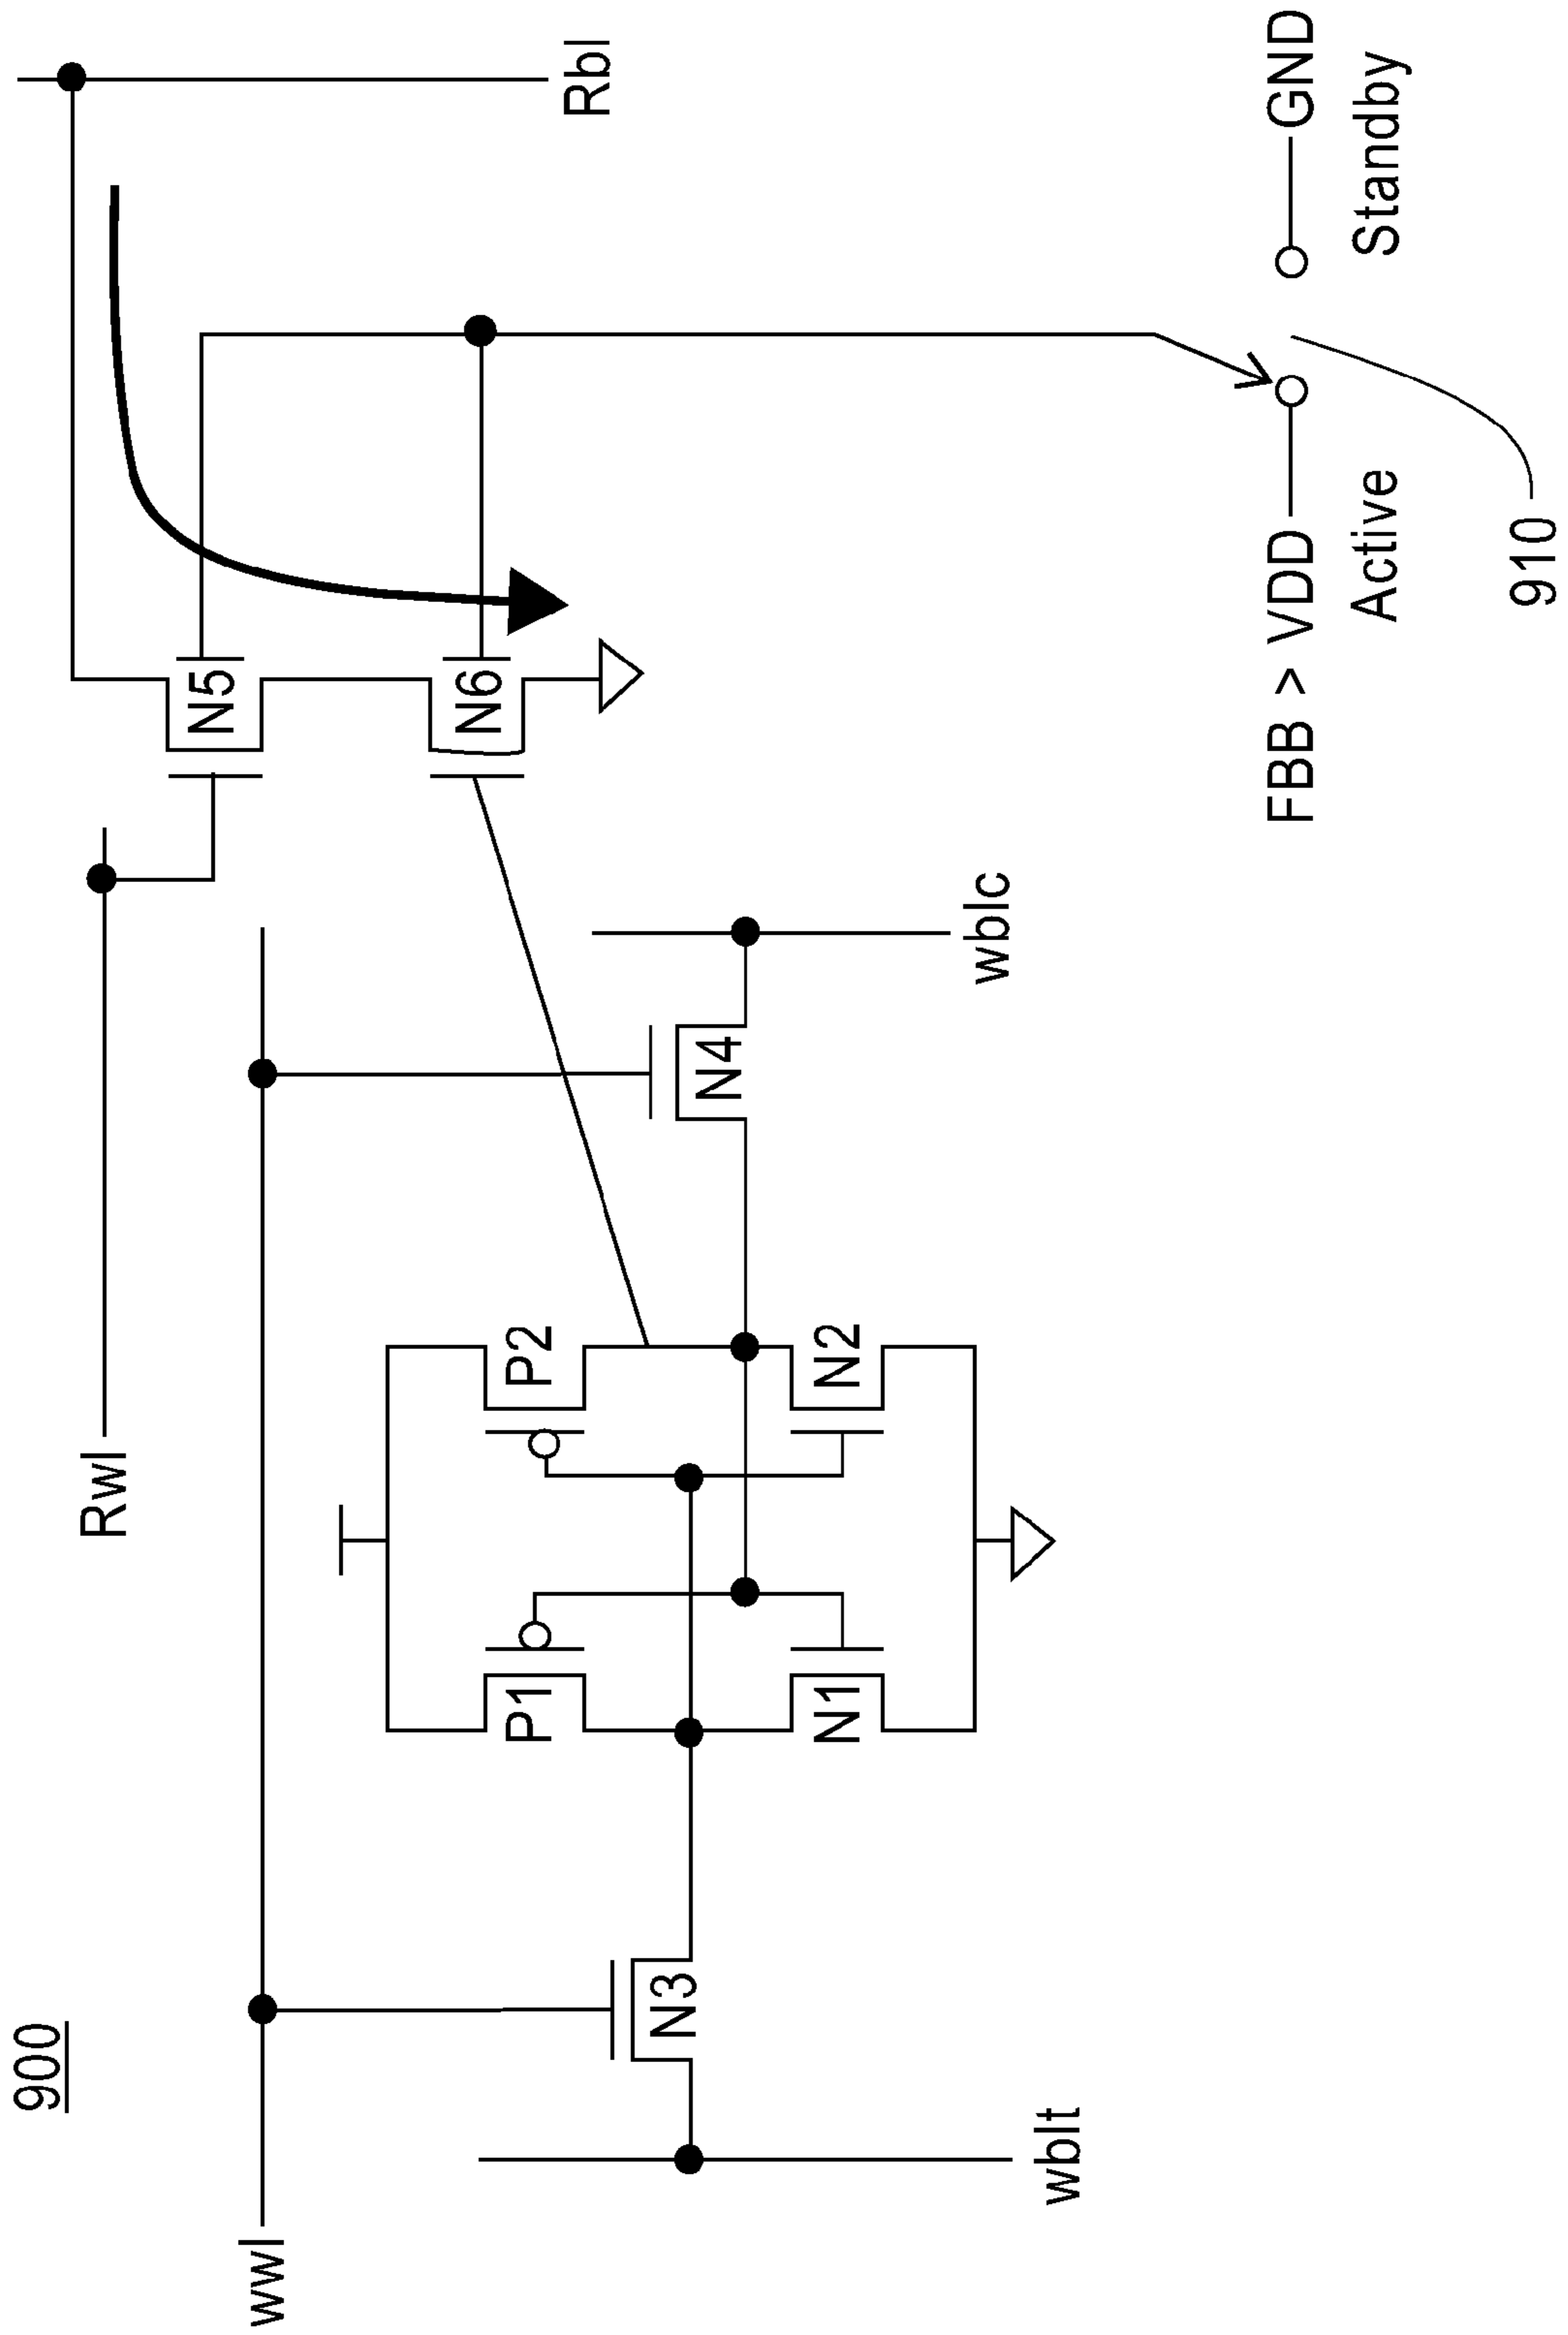 900
Rwl
wwl
Rbl
N5
N6
P1
P2
N3
N4
N1
N2
wblt
wblc
FBB > VDD
GND
Active
Standby
910